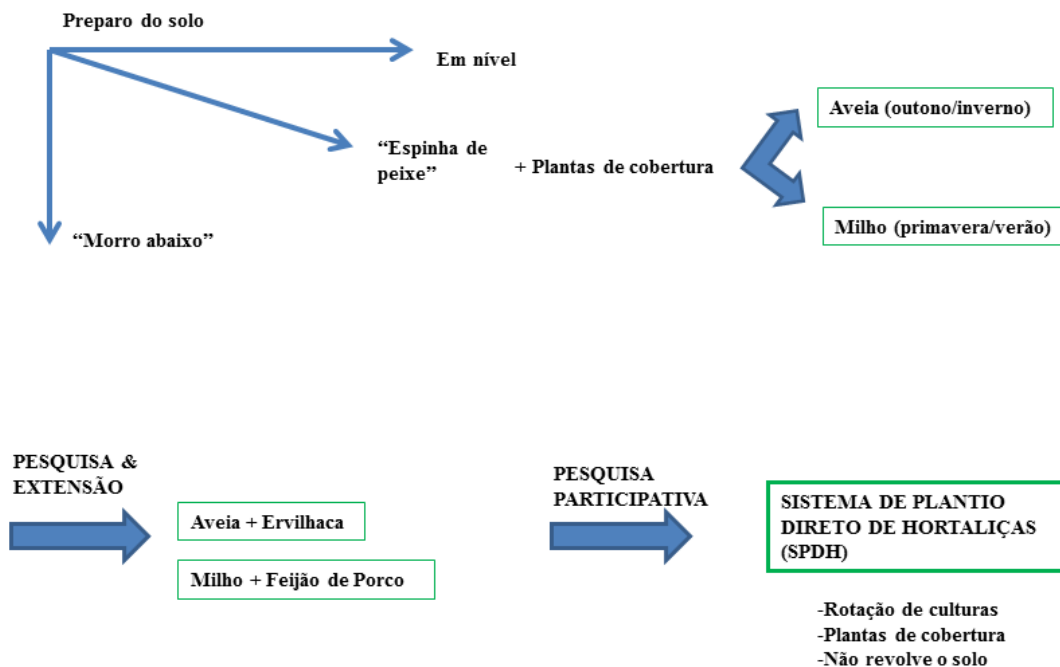 Preparo do solo
Em nível
“Espinha de
peixe”
+ Plantas de cobertura
Aveia (outono/inverno)
Milho (primavera/verão)
“Morro abaixo”
PESQUISA &
EXTENSÃO
Aveia + Ervilhaca
Milho + Feijão de Porco
PESQUISA
PARTICIPATIVA
SISTEMA DE PLANTIO
DIRETO DE HORTALIÇAS
(SPDH)
-Rotação de culturas
-Plantas de cobertura
-Não revolve o solo